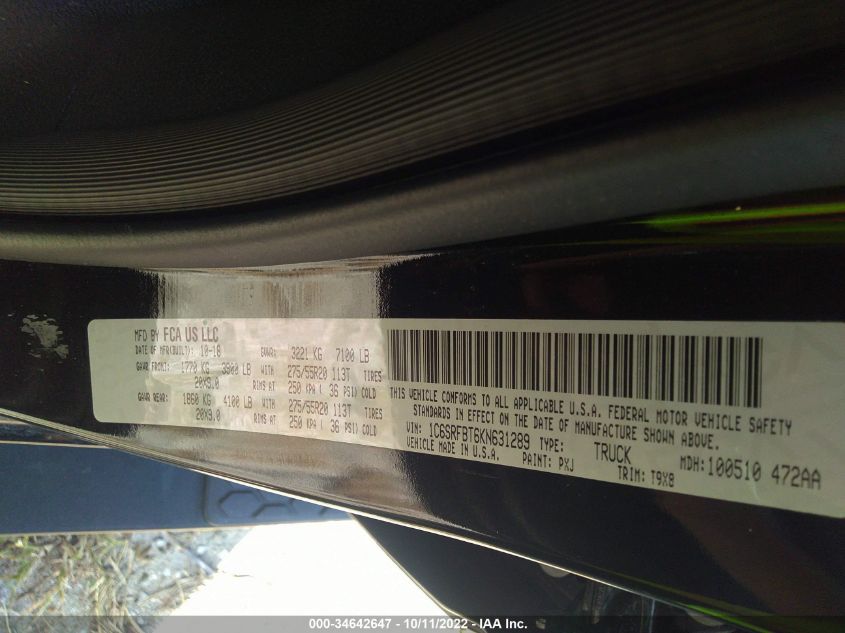 MFD BY FCA US LLC
DATE OF MFR(BUILT): 10-18 GVWR: 3221 KG 7100 LB
GAWR FRONT: 1770 KG 3900 LB WITH 275/55R20 113T TIRES
20X9.0 RIMS AT 250 KPA ( 36 PSI) COLD
GAWR REAR: 1860 KG 4100 LB WITH 275/55R20 113T TIRES
20X9.0 RIMS AT 250 KPA ( 36 PSI) COLD
THIS VEHICLE CONFORMS TO ALL APPLICABLE U.S.A. FEDERAL MOTOR VEHICLE SAFETY
STANDARDS IN EFFECT ON THE DATE OF MANUFACTURE SHOWN ABOVE.
VIN: 1C6SRFBT6KN631289 TYPE: TRUCK MDH:100510 472AA
VEHICLE MADE IN U.S.A. PAINT: PXJ TRIM: T9X8
000-34642647 - 10/11/2022 - IAA Inc.